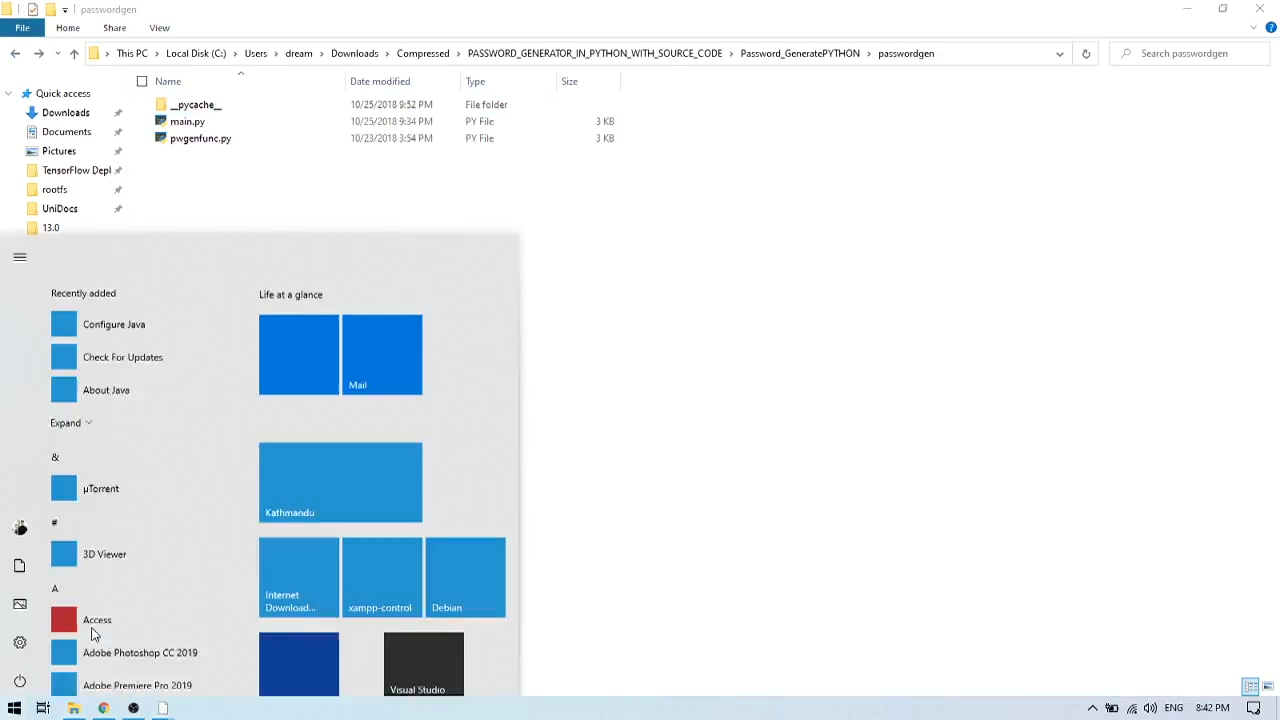 passwordgen
File Home Share View
This PC Local Disk (C:) Users dream Downloads Compressed PASSWORD_GENERATOR_IN_PYTHON_WITH_SOURCE_CODE Password_GeneratePYTHON passwordgen Search passwordgen
Name Date modified Type Size
Quick access
__pycache__ 10/25/2018 9:52 PM File folder
Downloads
main.py 10/25/2018 9:34 PM PY File 3 KB
Documents
pwgenfunc.py 10/23/2018 3:54 PM PY File 3 KB
Pictures
TensorFlow Depl
rootfs
UniDocs
13.0
Recently added
Life at a glance
Configure Java
Check For Updates
Mail
About Java
Expand
&
µTorrent
Kathmandu
#
3D Viewer
A
Internet
Download...
xampp-control
Debian
Access
Adobe Photoshop CC 2019
Adobe Premiere Pro 2019
Visual Studio
ENG 8:42 PM